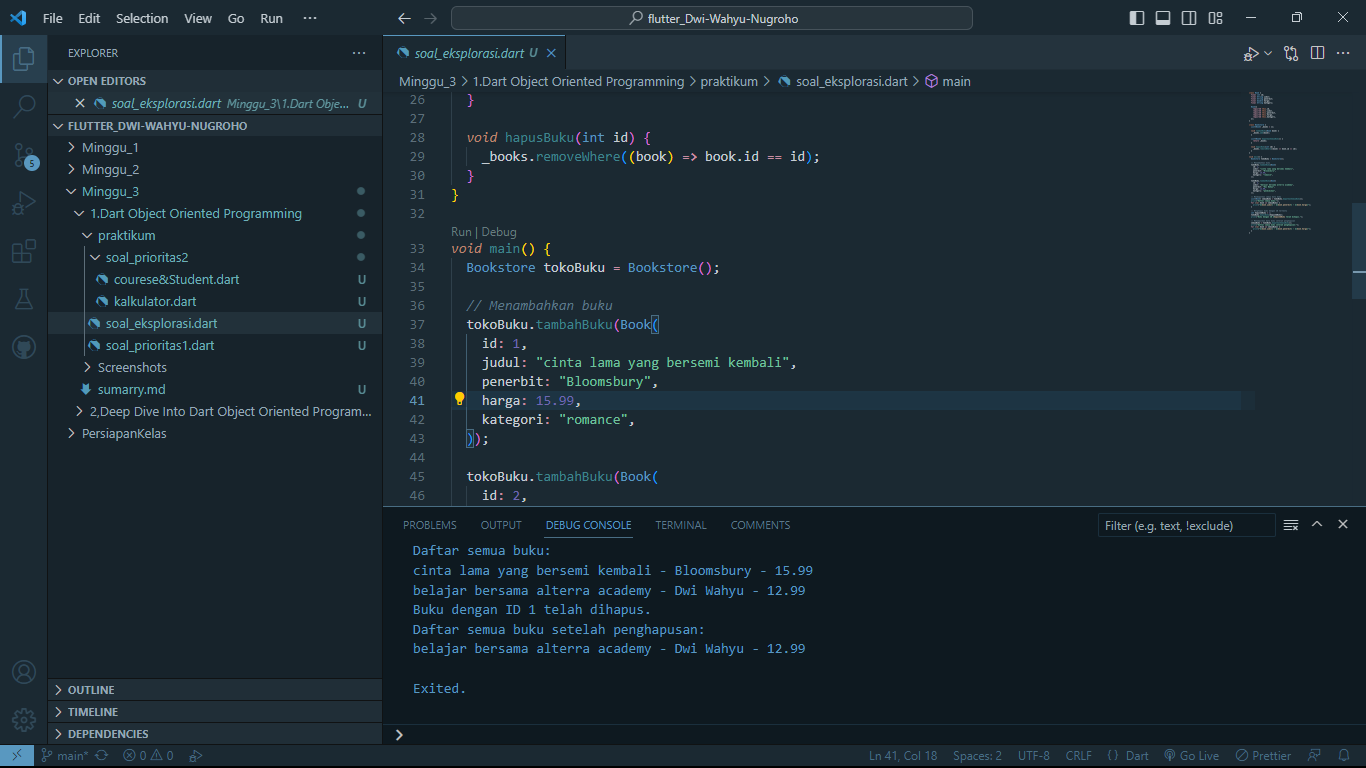 File Edit Selection View Go Run ···
flutter_Dwi-Wahyu-Nugroho
EXPLORER
OPEN EDITORS
soal_eksplorasi.dart Minggu_3\1.Dart Obje... U
FLUTTER_DWI-WAHYU-NUGROHO
Minggu_1
Minggu_2
Minggu_3
1.Dart Object Oriented Programming
praktikum
soal_prioritas2
courese&Student.dart U
kalkulator.dart U
soal_eksplorasi.dart U
soal_prioritas1.dart U
Screenshots
sumarry.md U
2,Deep Dive Into Dart Object Oriented Program...
PersiapanKelas
OUTLINE
TIMELINE
DEPENDENCIES
5
soal_eksplorasi.dart U
Minggu_3 > 1.Dart Object Oriented Programming > praktikum > soal_eksplorasi.dart > main
26 }
27
28 void hapusBuku(int id) {
29 _books.removeWhere((book) => book.id == id);
30 }
31 }
32
Run | Debug
33 void main() {
34 Bookstore tokoBuku = Bookstore();
35
36 // Menambahkan buku
37 tokoBuku.tambahBuku(Book(
38 id: 1,
39 judul: "cinta lama yang bersemi kembali",
40 penerbit: "Bloomsbury",
41 harga: 15.99,
42 kategori: "romance",
43 ));
44
45 tokoBuku.tambahBuku(Book(
46 id: 2,
PROBLEMS OUTPUT DEBUG CONSOLE TERMINAL COMMENTS
Filter (e.g. text, !exclude)
Daftar semua buku:
cinta lama yang bersemi kembali - Bloomsbury - 15.99
belajar bersama alterra academy - Dwi Wahyu - 12.99
Buku dengan ID 1 telah dihapus.
Daftar semua buku setelah penghapusan:
belajar bersama alterra academy - Dwi Wahyu - 12.99
Exited.
main* 0 0 Ln 41, Col 18 Spaces: 2 UTF-8 CRLF {} Dart Go Live Prettier